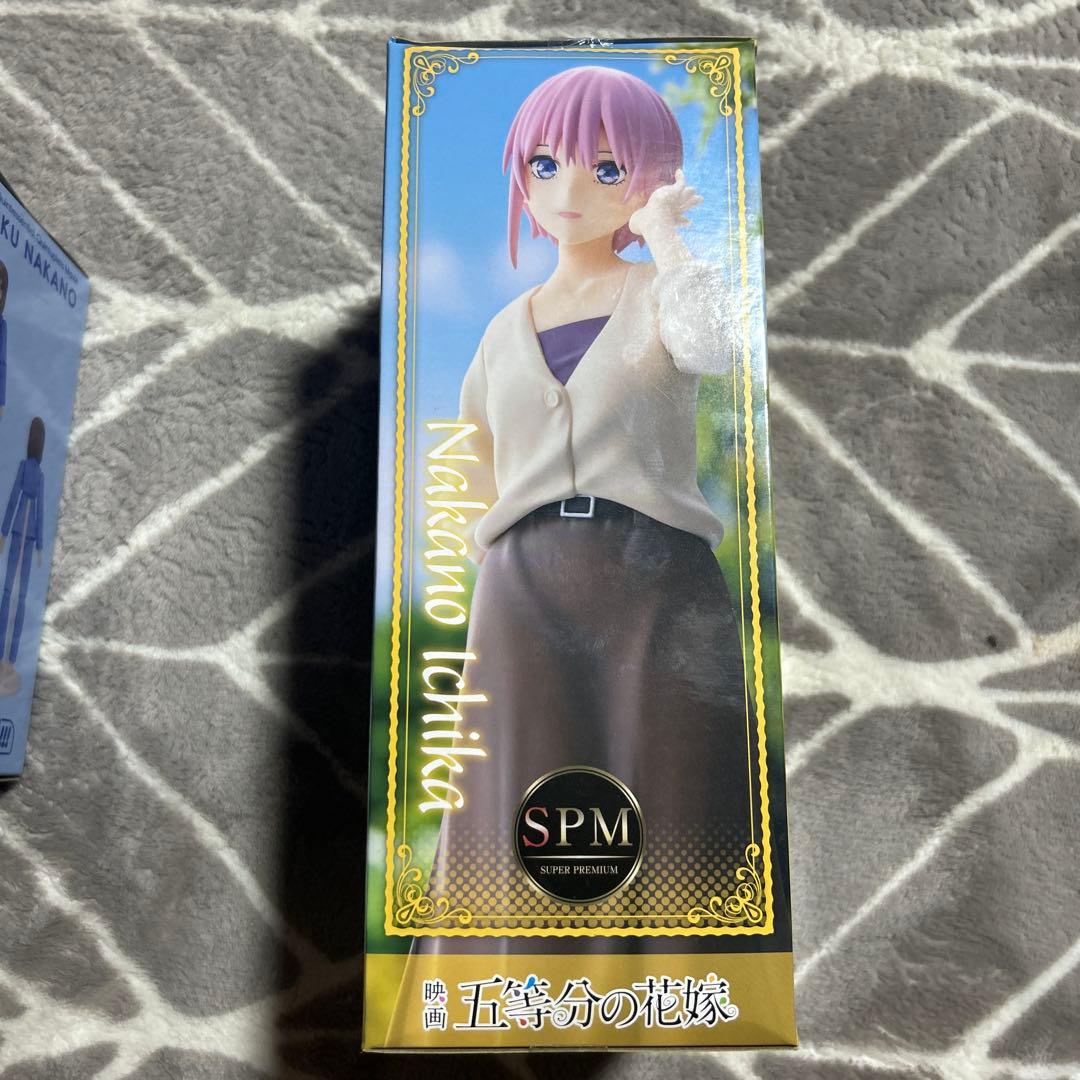 KU NAKANO
Nakano Ichika
SPM
SUPER PREMIUM
映画
五等分の花嫁